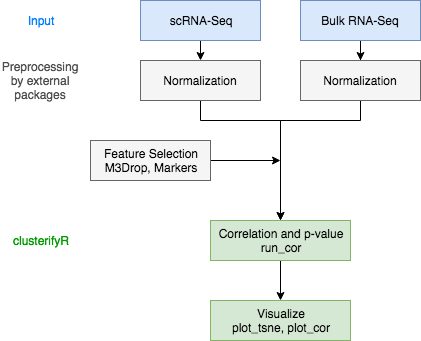 Input
scRNA-Seq
Bulk RNA-Seq
Preprocessing
by external
packages
Normalization
Normalization
Feature Selection
M3Drop, Markers
clusterifyR
Correlation and p-value
run_cor
Visualize
plot_tsne, plot_cor